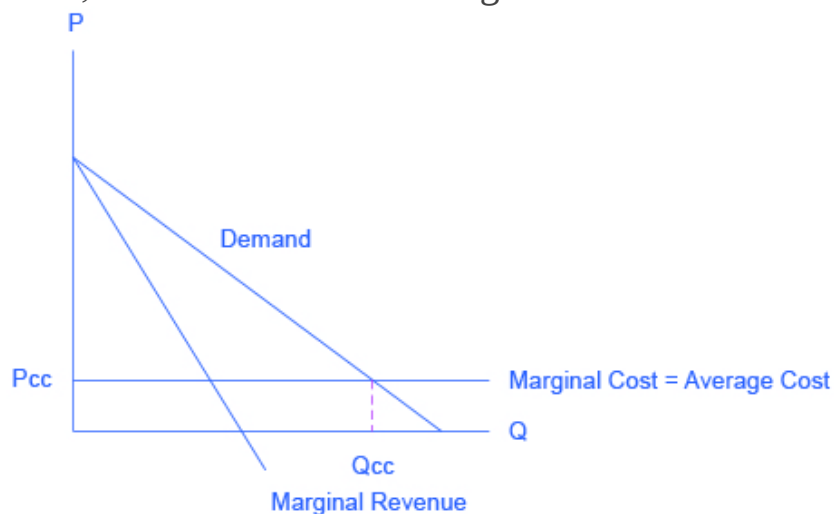 P
Demand
Pcc
Marginal Cost = Average Cost
Q
Qcc
Marginal Revenue